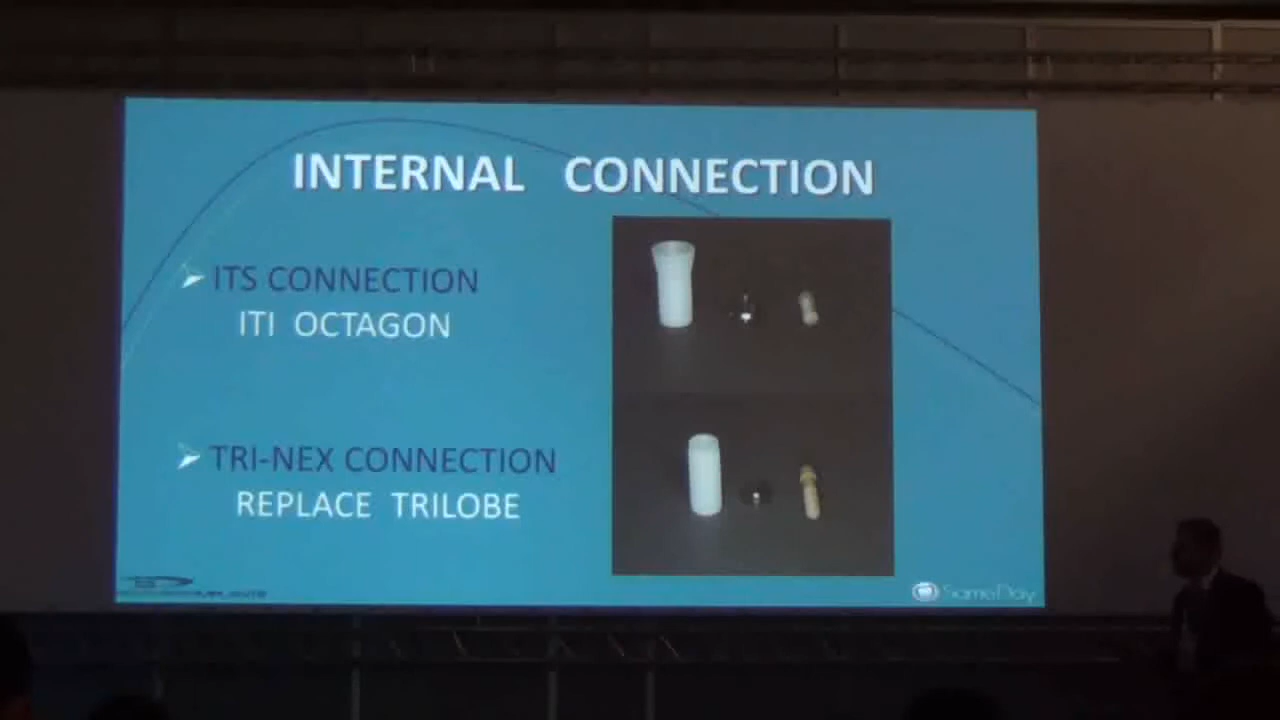 INTERNAL CONNECTION
ITS CONNECTION
ITI OCTAGON
TRI-NEX CONNECTION
REPLACE TRILOBE
SameDay